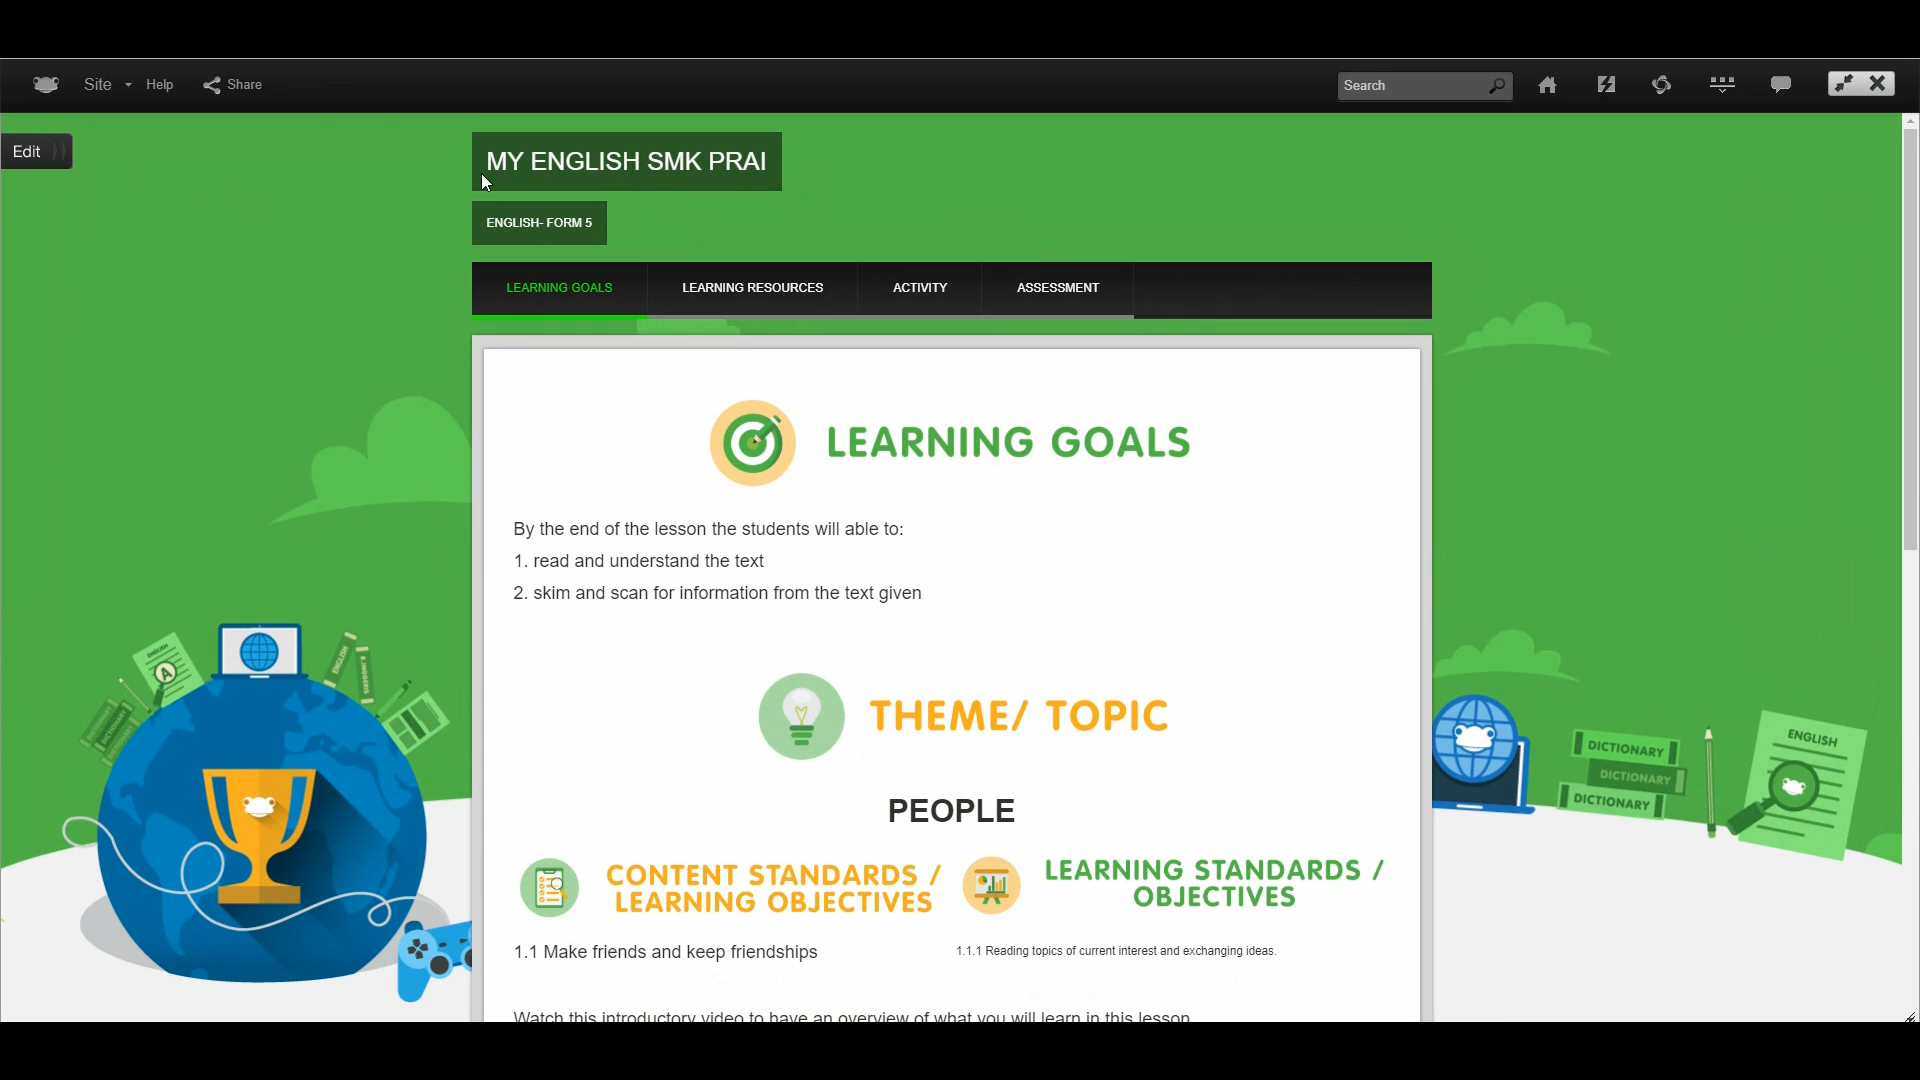 Site
Help
Share
Search
Edit
MY ENGLISH SMK PRAI
ENGLISH- FORM 5
LEARNING GOALS
LEARNING RESOURCES
ACTIVITY
ASSESSMENT
LEARNING GOALS
By the end of the lesson the students will able to:
1. read and understand the text
2. skim and scan for information from the text given
THEME/ TOPIC
PEOPLE
CONTENT STANDARDS /
LEARNING OBJECTIVES
LEARNING STANDARDS /
OBJECTIVES
1.1 Make friends and keep friendships
1.1.1 Reading topics of current interest and exchanging ideas.
Watch this introductory video to have an overview of what you will learn in this lesson
ENGLISH
A
ENGLISH
DICTIONARY
DICTIONARY
DICTIONARY
DICTIONARY
ENGLISH